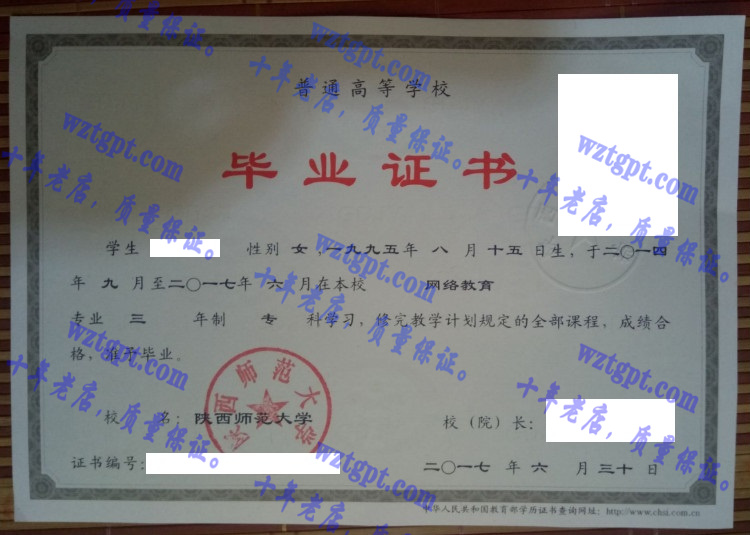 普通高等学校
毕业证书
学生 性别 女,一九九五年 八 月 十五 日生,于二〇一四
年 九 月至二〇一七年 六 月在本校 网络教育
专业 三 年制 专 科学习,修完教学计划规定的全部课程,成绩合
格,准予毕业。
校 名:陕西师范大学
校(院)长:
证书编号:
二〇一七 年 六 月 三十 日
中华人民共和国教育部学历证书查询网址:http://www.chsi.com.cn
西师范大学
wztgpt.com
十年老店,质量保证。